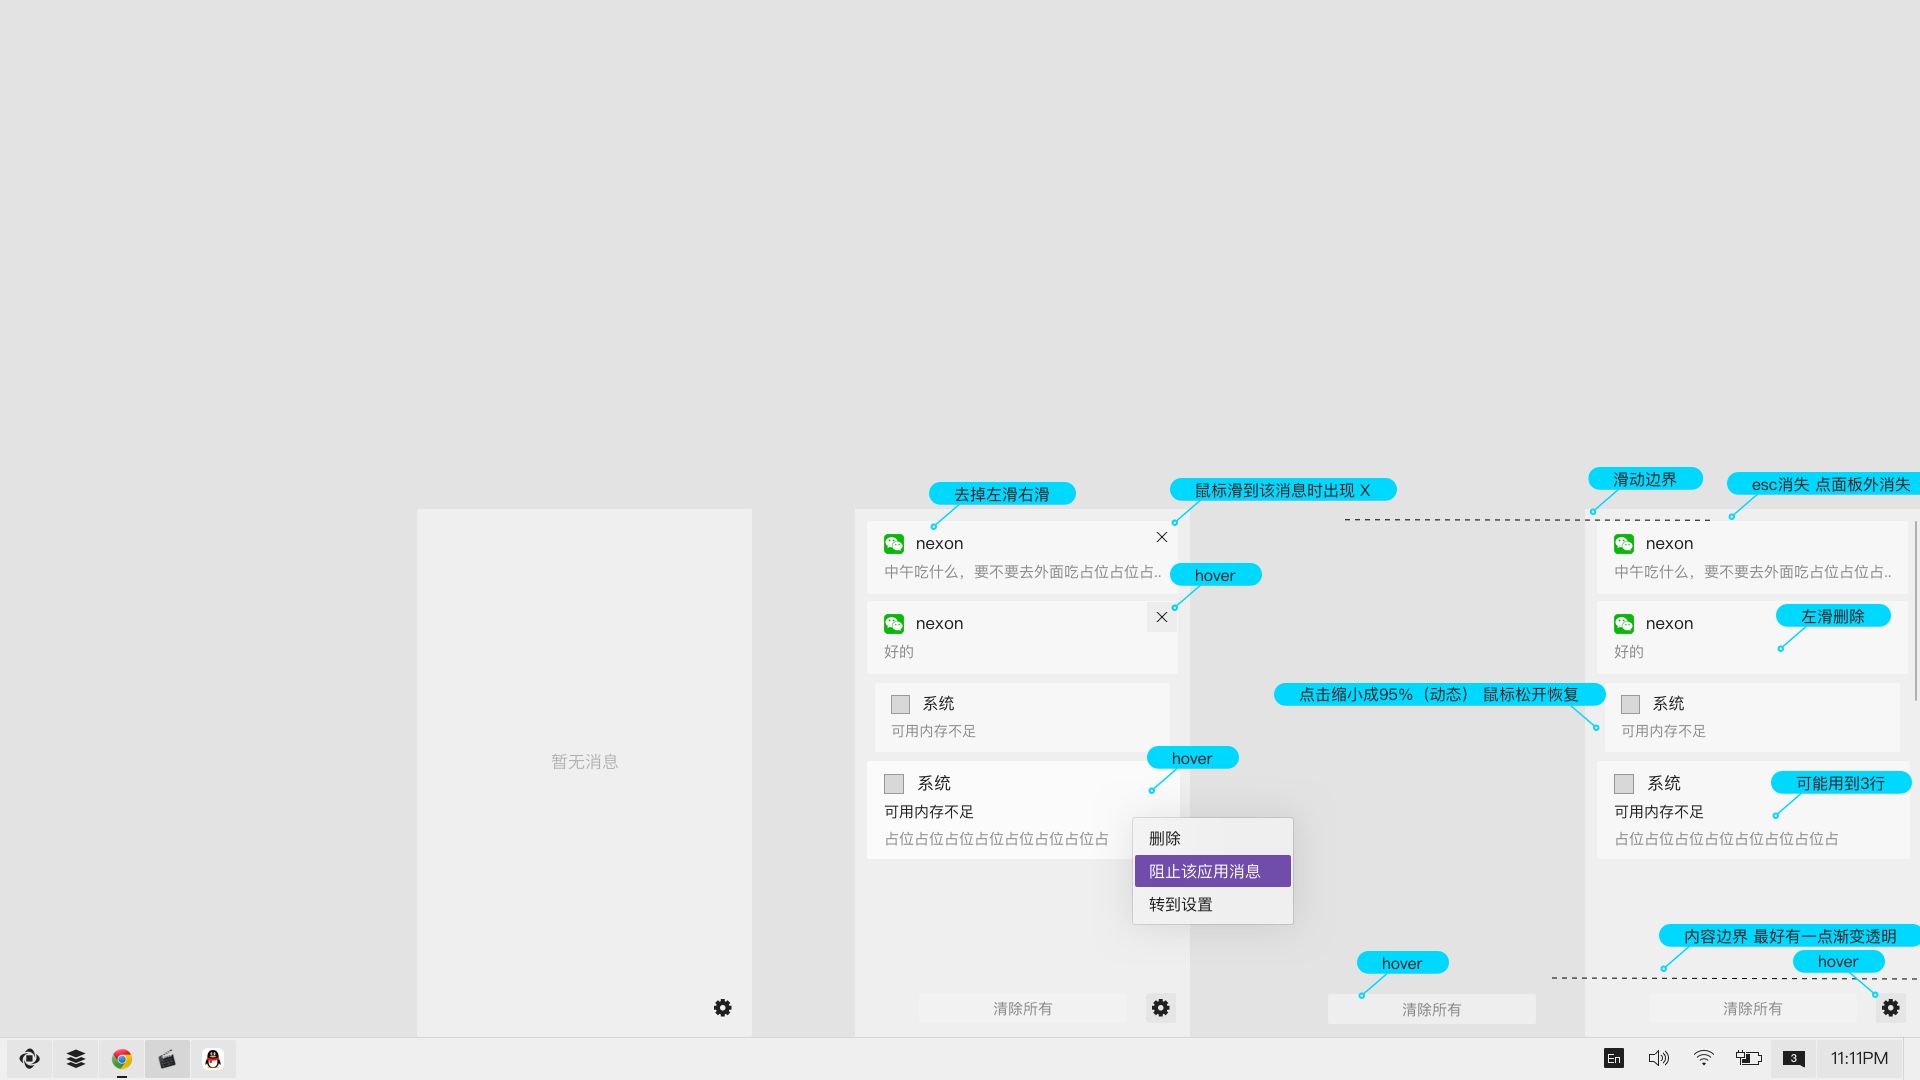 去掉左滑右滑
鼠标滑到该消息时出现 X
滑动边界
esc消失 点面板外消失
nexon
中午吃什么，要不要去外面吃占位占位占..
hover
nexon
好的
系统
可用内存不足
hover
系统
可用内存不足
占位占位占位占位占位占位占位占
删除
阻止该应用消息
转到设置
暂无消息
清除所有
hover
清除所有
nexon
中午吃什么，要不要去外面吃占位占位占..
nexon
左滑删除
好的
点击缩小成95%（动态） 鼠标松开恢复
系统
可用内存不足
系统
可能用到3行
可用内存不足
占位占位占位占位占位占位占位占
内容边界 最好有一点渐变透明
hover
清除所有
En
3
11:11PM